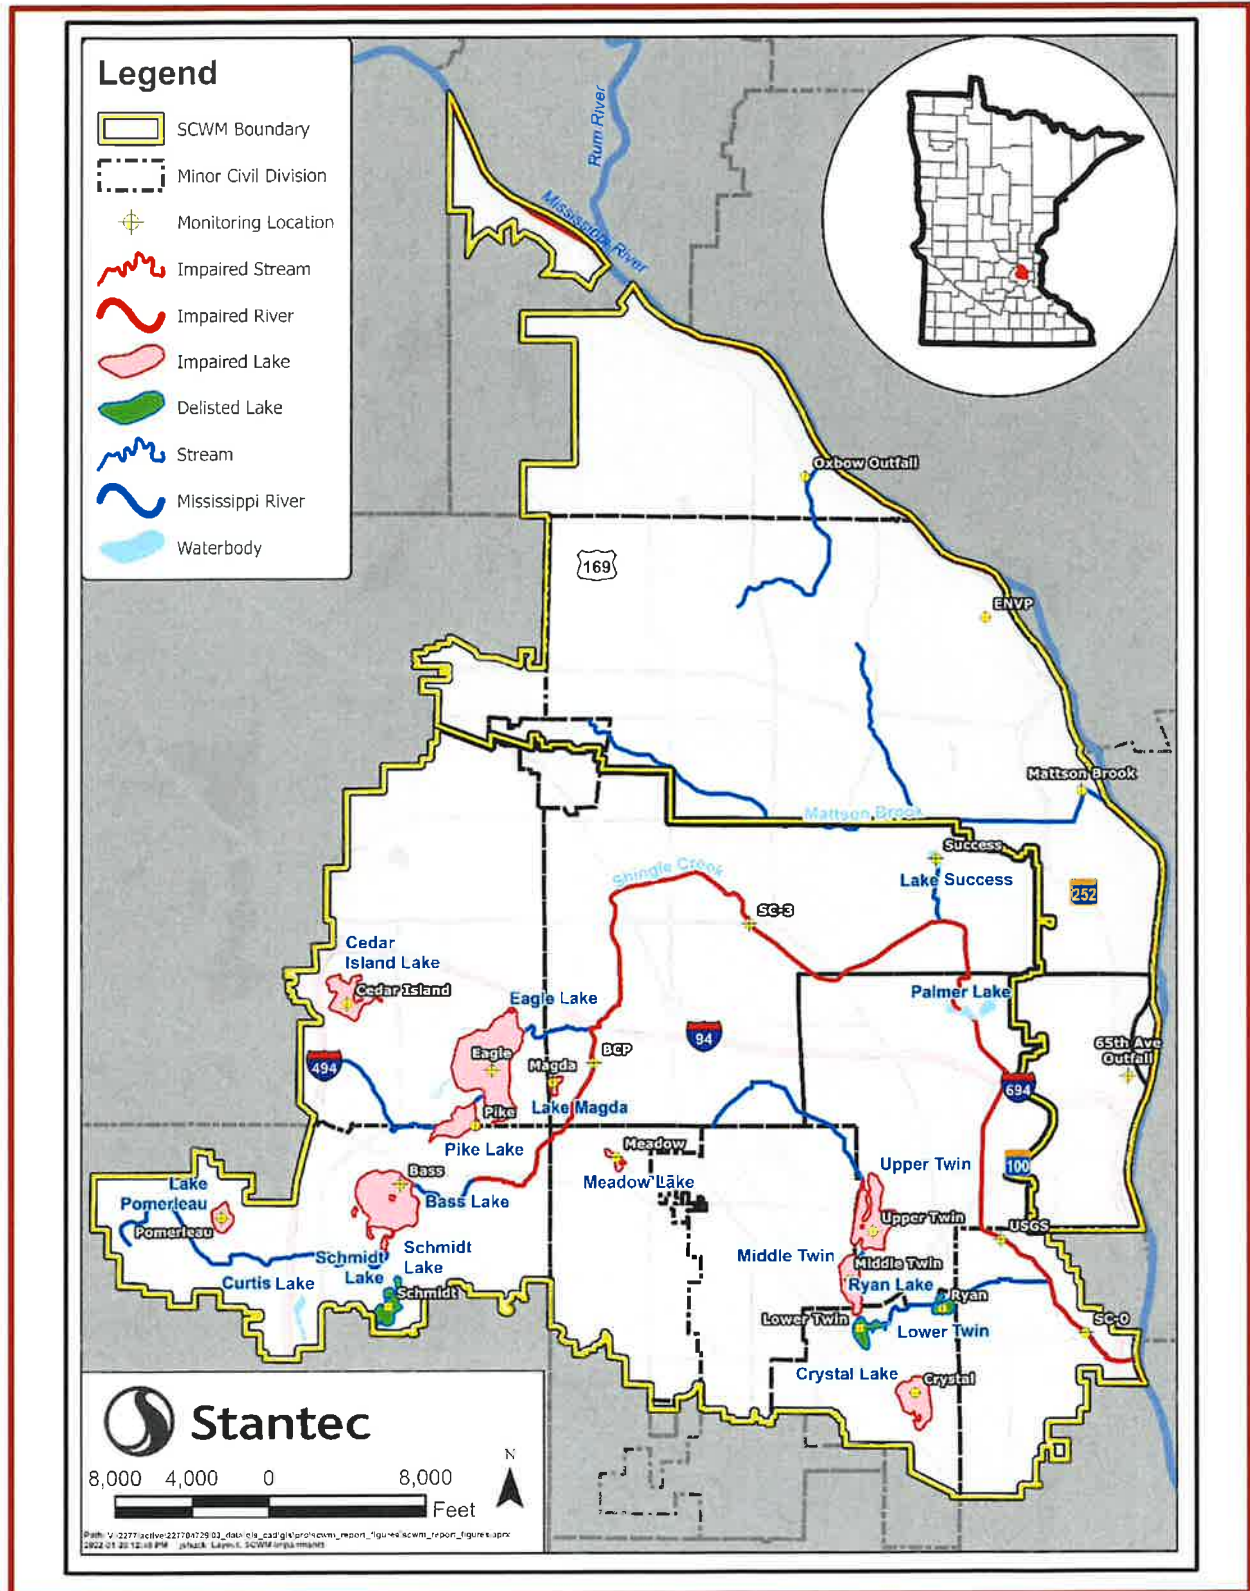 Legend
SCWM Boundary
Minor Civil Division
Monitoring Location
Impaired Stream
Impaired River
Impaired Lake
Delisted Lake
Stream
Mississippi River
Waterbody
Rum River
Mississippi River
Oxbow Outfall
169
ENVP
Mattson Brook
Mattson Brook
Success
Lake Success
252
Shingle Creek
SC-3
Cedar
Island Lake
Cedar Island
Eagle Lake
Palmer Lake
94
BCP
65th Ave
Outfall
494
Eagle
Magda
694
Lake Magda
Pike
Pike Lake
Meadow
Meadow Lake
Upper Twin
100
Bass
Bass Lake
Lake
Pomerleau
Pomerleau
Upper Twin
USGS
Schmidt
Lake
Schmidt
Lake
Middle Twin
Middle Twin
Curtis Lake
Schmidt
Ryan Lake
Ryan
Lower Twin
Lower Twin
SC-0
Crystal Lake
Crystal
Stantec
N
8,000 4,000 0 8,000
Feet